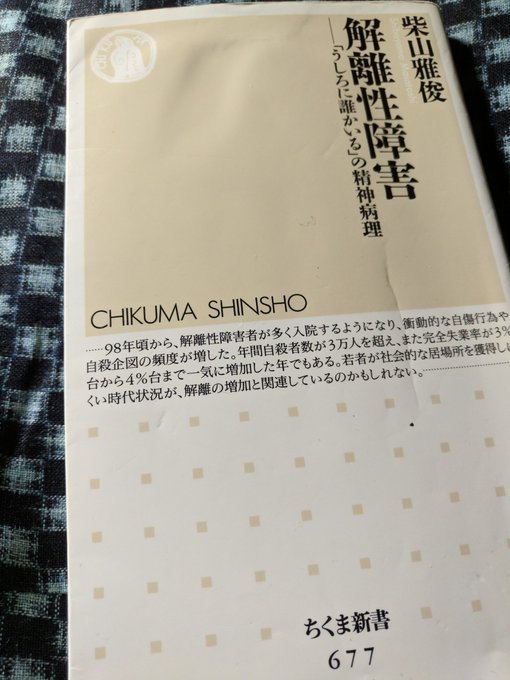 柴山雅俊
解離性障害
──「うしろに誰かいる」の精神病理
CHIKUMA SHINSHO
……98年頃から、解離性障害者が多く入院するようになり、衝動的な自傷行為や
自殺企図の頻度が増した。年間自殺者数が3万人を超え、また完全失業率が3%
台から4%台まで一気に増加した年でもある。若者が社会的な居場所を獲得しに
くい時代状況が、解離の増加と関連しているのかもしれない。……
ちくま新書
677